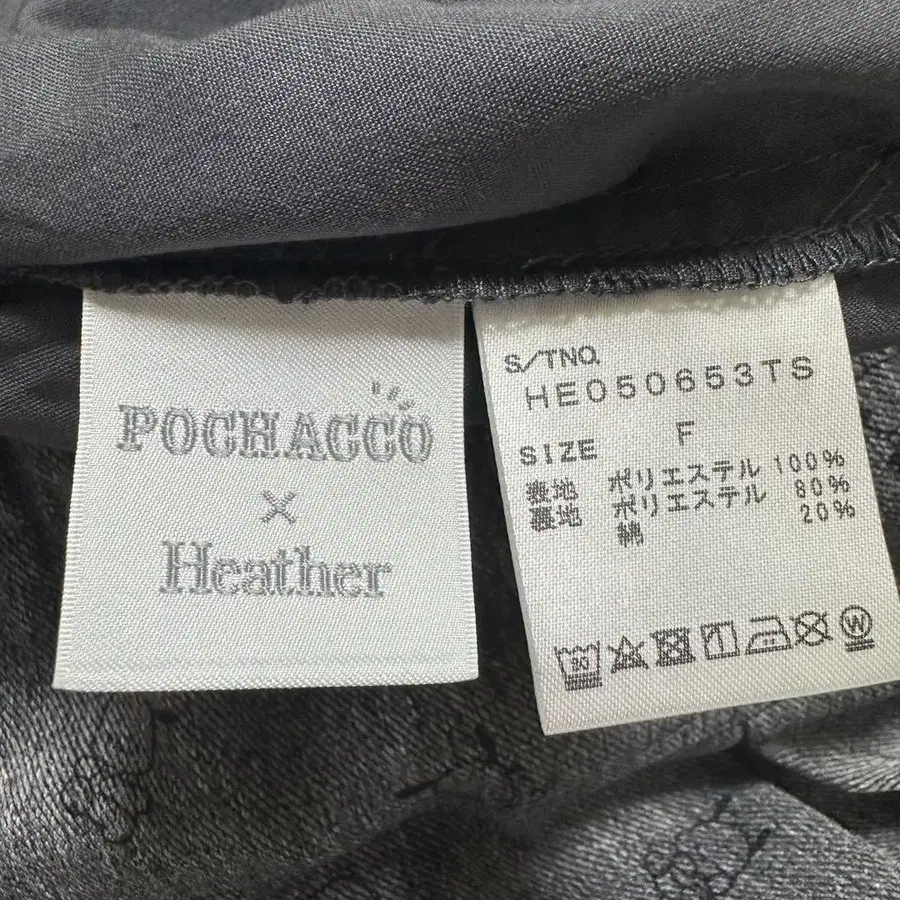 POCHACCO
×
Heather
S/TNO.
HE050653TS
SIZE F
表地 ポリエステル 100%
裏地 ポリエステル 80%
綿 20%
30
W